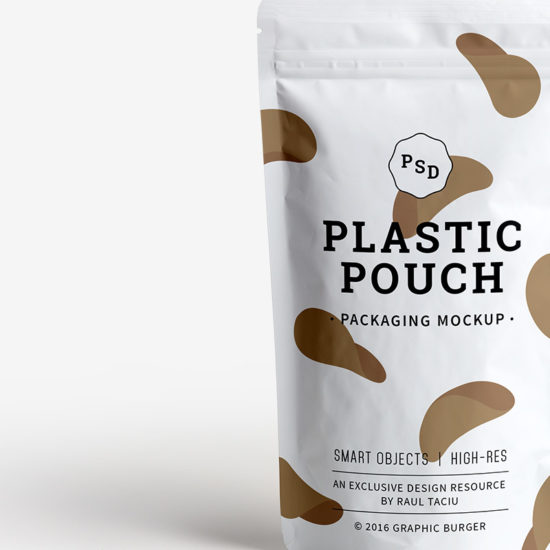 PSD
PLASTIC
POUCH
• PACKAGING MOCKUP •
SMART OBJECTS | HIGH-RES
AN EXCLUSIVE DESIGN RESOURCE
BY RAUL TACIU
© 2016 GRAPHIC BURGER